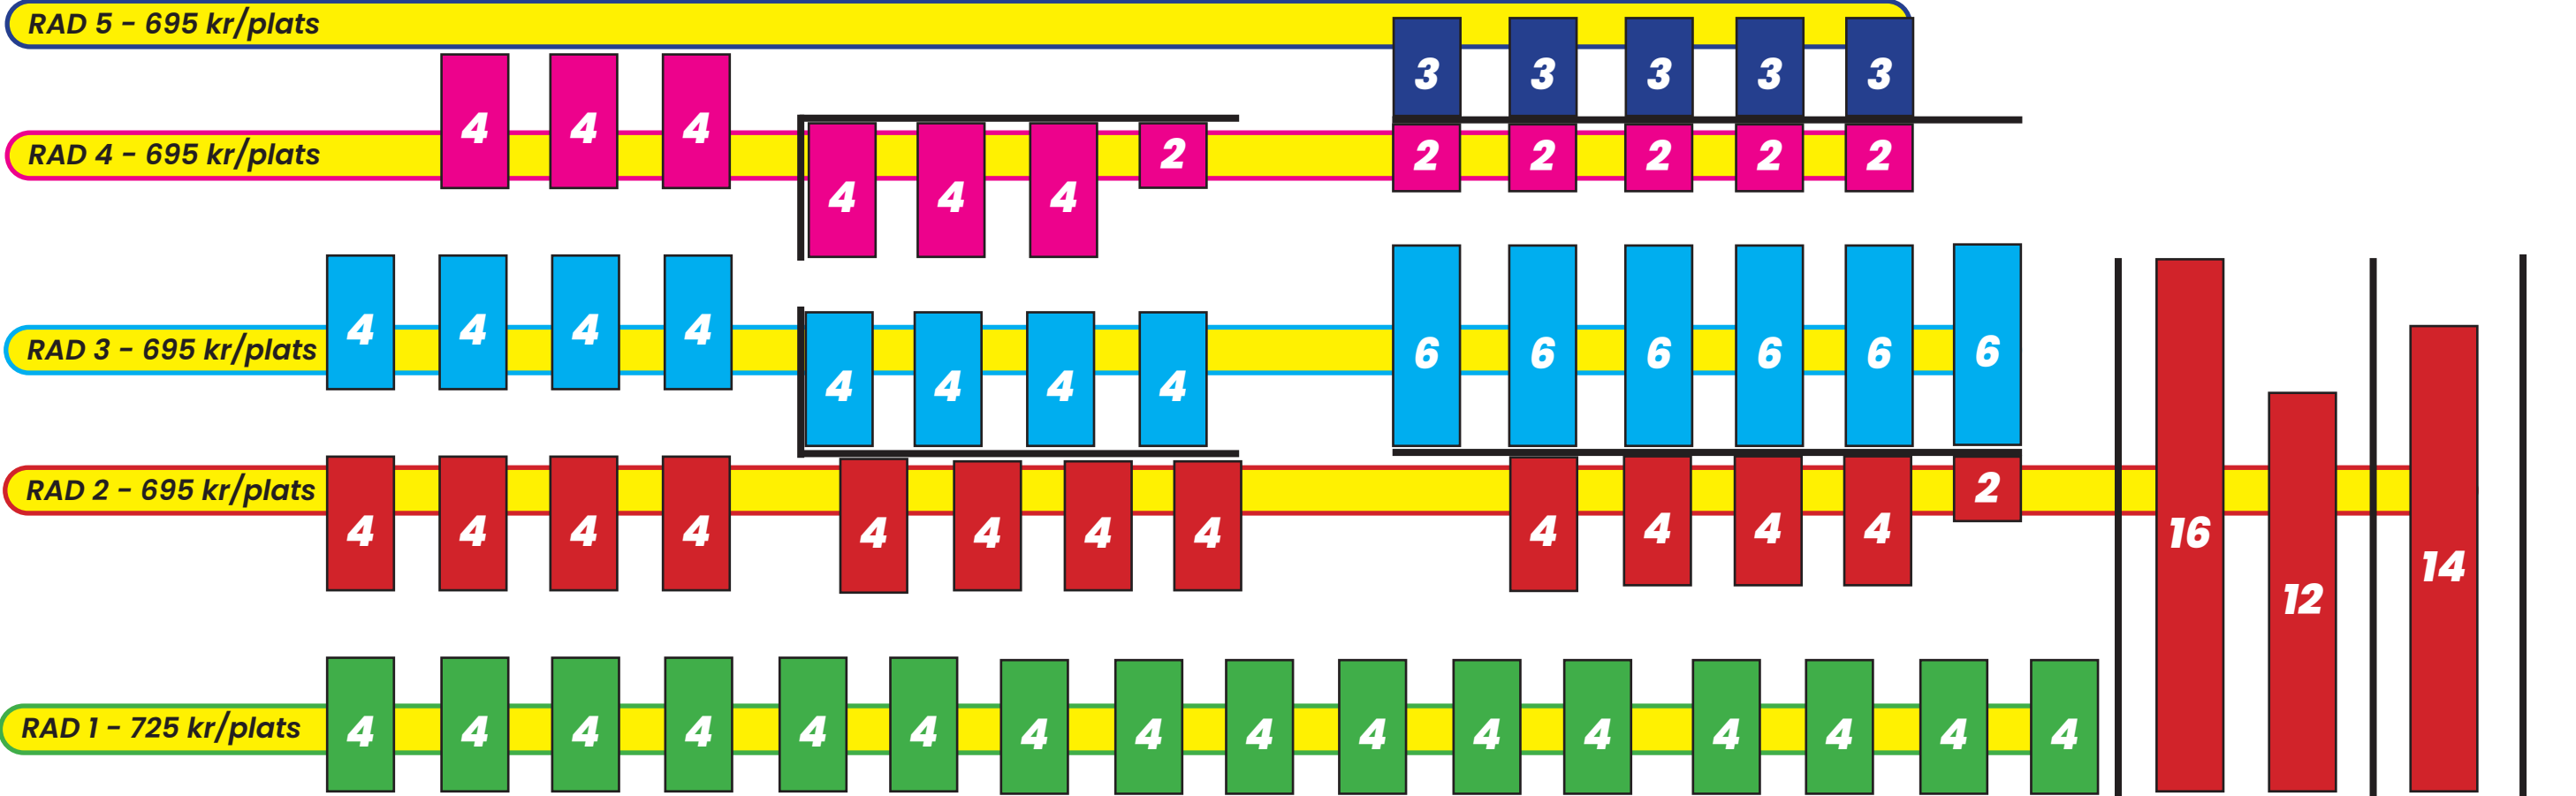 RAD 5 - 695 kr/plats
3 3 3 3 3
4 4 4
RAD 4 - 695 kr/plats
2 2 2 2 2 2
4 4 4
RAD 3 - 695 kr/plats
4 4 4 4
4 4 4 4
6 6 6 6 6 6
RAD 2 - 695 kr/plats
4 4 4 4 4 4 4 4 4 4 4 4 2
16 12 14
RAD 1 - 725 kr/plats
4 4 4 4 4 4 4 4 4 4 4 4 4 4 4 4